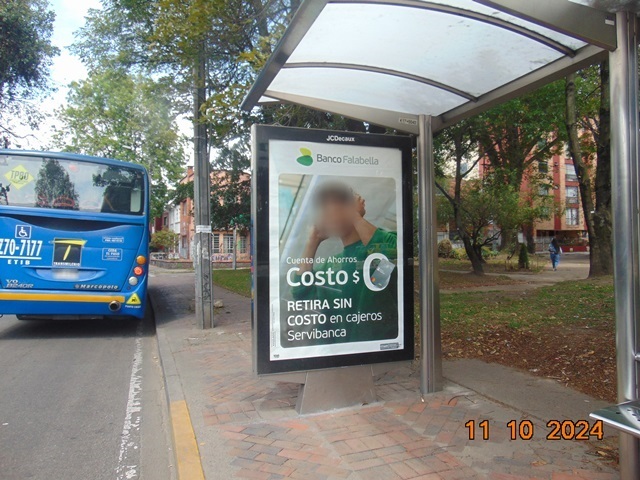 JCDecaux
Banco Falabella
Cuenta de Ahorros
Costo $0
RETIRA SIN
COSTO en cajeros
Servibanca
270-7177
Marcopolo
11 10 2024